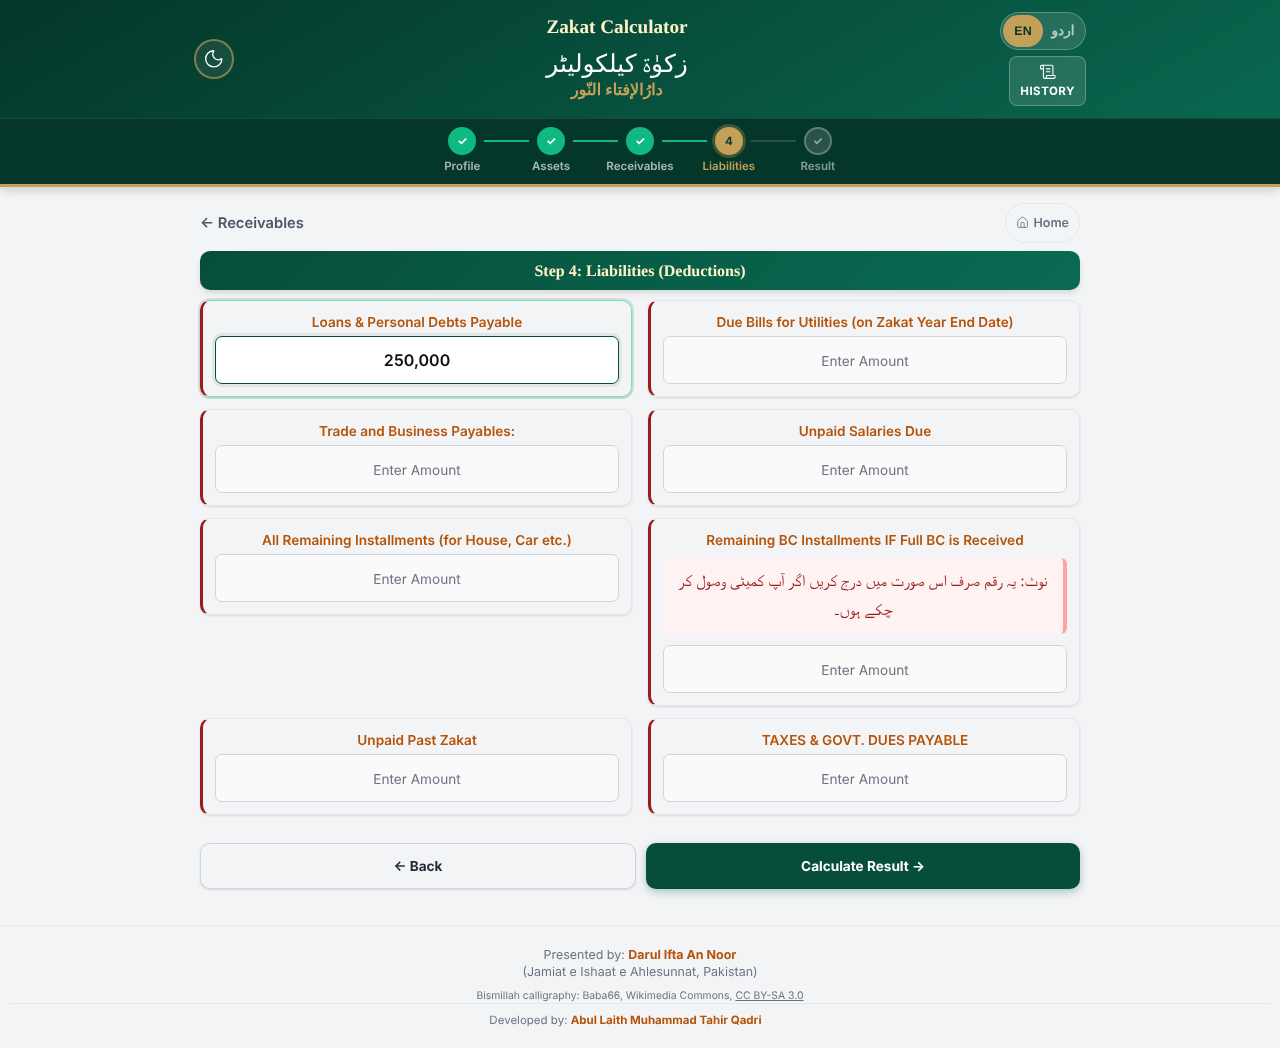 Zakat Calculator
زکوٰۃ کیلکولیٹر
دارُالإفتاء النّور
EN اردو
HISTORY
4
Profile Assets Receivables Liabilities Result
← Receivables
Home
Step 4: Liabilities (Deductions)
Loans & Personal Debts Payable
250,000
Due Bills for Utilities (on Zakat Year End Date)
Enter Amount
Trade and Business Payables:
Enter Amount
Unpaid Salaries Due
Enter Amount
All Remaining Installments (for House, Car etc.)
Enter Amount
Remaining BC Installments IF Full BC is Received
نوٹ: یہ رقم صرف اس صورت میں درج کریں اگر آپ کمیٹی وصول کر
چکے ہوں۔
Enter Amount
Unpaid Past Zakat
Enter Amount
TAXES & GOVT. DUES PAYABLE
Enter Amount
← Back
Calculate Result →
Presented by: Darul Ifta An Noor
(Jamiat e Ishaat e Ahlesunnat, Pakistan)
Bismillah calligraphy: Baba66, Wikimedia Commons, CC BY-SA 3.0
Developed by: Abul Laith Muhammad Tahir Qadri